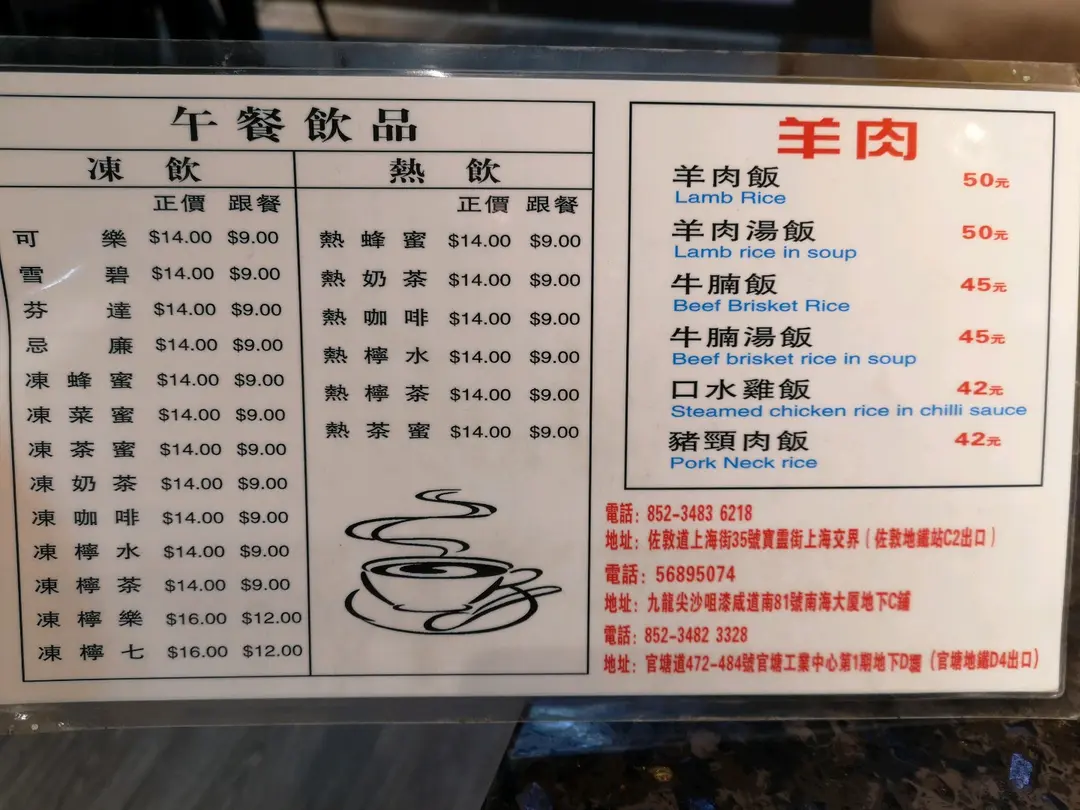 午餐飲品
凍飲
正價 跟餐
可樂 $14.00 $9.00
雪碧 $14.00 $9.00
芬達 $14.00 $9.00
忌廉 $14.00 $9.00
凍蜂蜜 $14.00 $9.00
凍菜蜜 $14.00 $9.00
凍茶蜜 $14.00 $9.00
凍奶茶 $14.00 $9.00
凍咖啡 $14.00 $9.00
凍檸水 $14.00 $9.00
凍檸茶 $14.00 $9.00
凍檸樂 $16.00 $12.00
凍檸七 $16.00 $12.00
熱飲
正價 跟餐
熱蜂蜜 $14.00 $9.00
熱奶茶 $14.00 $9.00
熱咖啡 $14.00 $9.00
熱檸水 $14.00 $9.00
熱檸茶 $14.00 $9.00
熱茶蜜 $14.00 $9.00
羊肉
羊肉飯 50元
Lamb Rice
羊肉湯飯 50元
Lamb rice in soup
牛腩飯 45元
Beef Brisket Rice
牛腩湯飯 45元
Beef brisket rice in soup
口水雞飯 42元
Steamed chicken rice in chilli sauce
豬頸肉飯 42元
Pork Neck rice
電話：852-3483 6218
地址：佐敦道上海街35號寶靈街上海交界（佐敦地鐵站C2出口）
電話：56895074
地址：九龍尖沙咀漆咸道南81號南海大厦地下C舖
電話：852-3482 3328
地址：官塘道472-484號官塘工業中心第1期地下D（官塘地鐵D4出口）